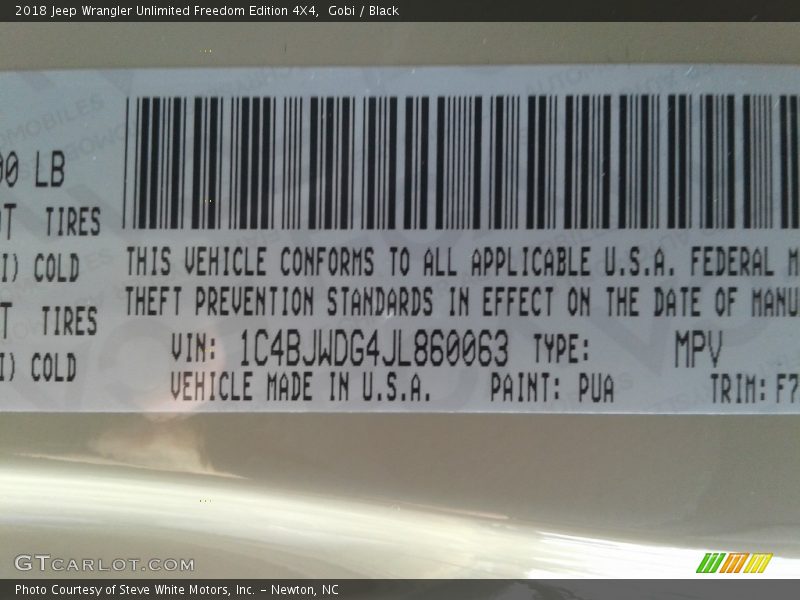 2018 Jeep Wrangler Unlimited Freedom Edition 4X4, Gobi / Black
LB
TIRES
COLD
TIRES
COLD
THIS VEHICLE CONFORMS TO ALL APPLICABLE U.S.A. FEDERAL M
THEFT PREVENTION STANDARDS IN EFFECT ON THE DATE OF MANU
VIN: 1C4BJWDG4JL860063 TYPE: MPV
VEHICLE MADE IN U.S.A. PAINT: PUA TRIM: F7
GTCARLOT.COM
Photo Courtesy of Steve White Motors, Inc. - Newton, NC